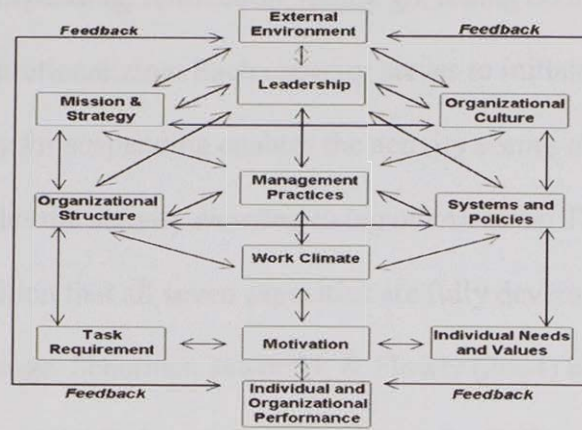 Feedback
External
Environment
Feedback
Leadership
Mission &
Strategy
Organizational
Culture
Management
Practices
Organizational
Structure
Systems and
Policies
Work Climate
Task
Requirement
Motivation
Individual Needs
and Values
Feedback
Individual and
Organizational
Performance
Feedback